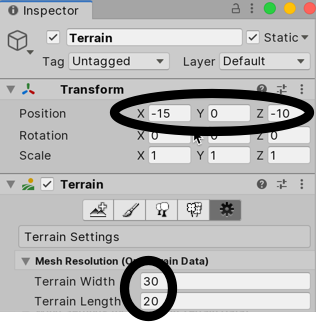 Inspector
Terrain Static
Tag Untagged Layer Default
Transform
Position X -15 Y 0 Z -10
Rotation X 0 0 Z 0
Scale X 1 Y 1 Z 1
Terrain
Terrain Settings
Mesh Resolution (On Data)
Terrain Width 30
Terrain Length 20